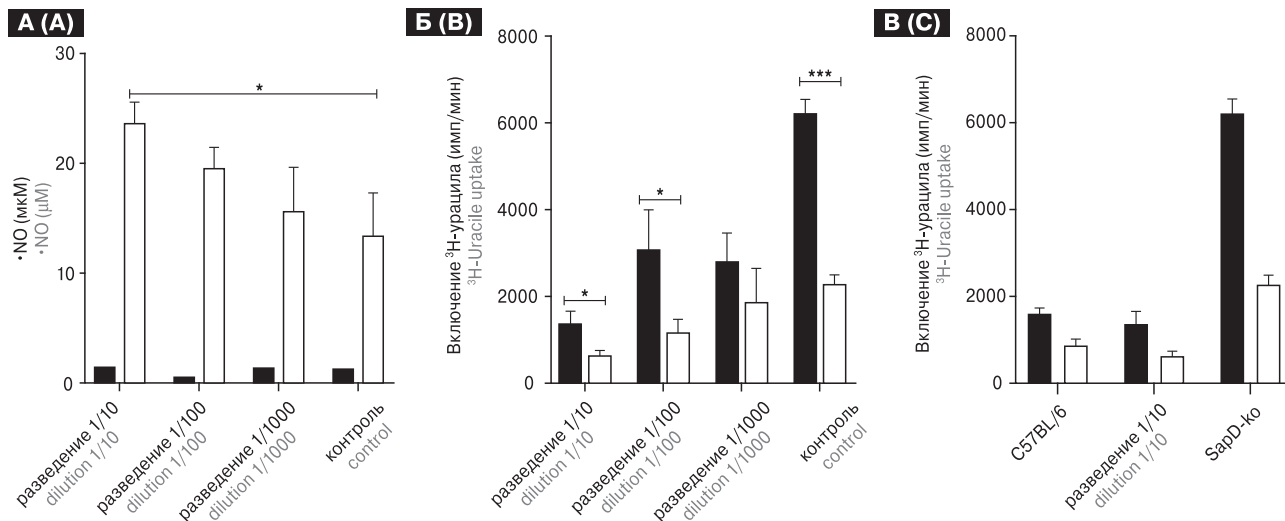 А (A)
30
20
10
0
•NO (мкМ)
•NO (µM)
*
разведение 1/10
dilution 1/10
разведение 1/100
dilution 1/100
разведение 1/1000
dilution 1/1000
контроль
control
Б (B)
8000
6000
4000
2000
0
Включение ³H-урацила (имп/мин)
³H-Uracile uptake
*
*
***
разведение 1/10
dilution 1/10
разведение 1/100
dilution 1/100
разведение 1/1000
dilution 1/1000
контроль
control
В (C)
8000
6000
4000
2000
0
Включение ³H-урацила (имп/мин)
³H-Uracile uptake
C57BL/6
разведение 1/10
dilution 1/10
SapD-ko